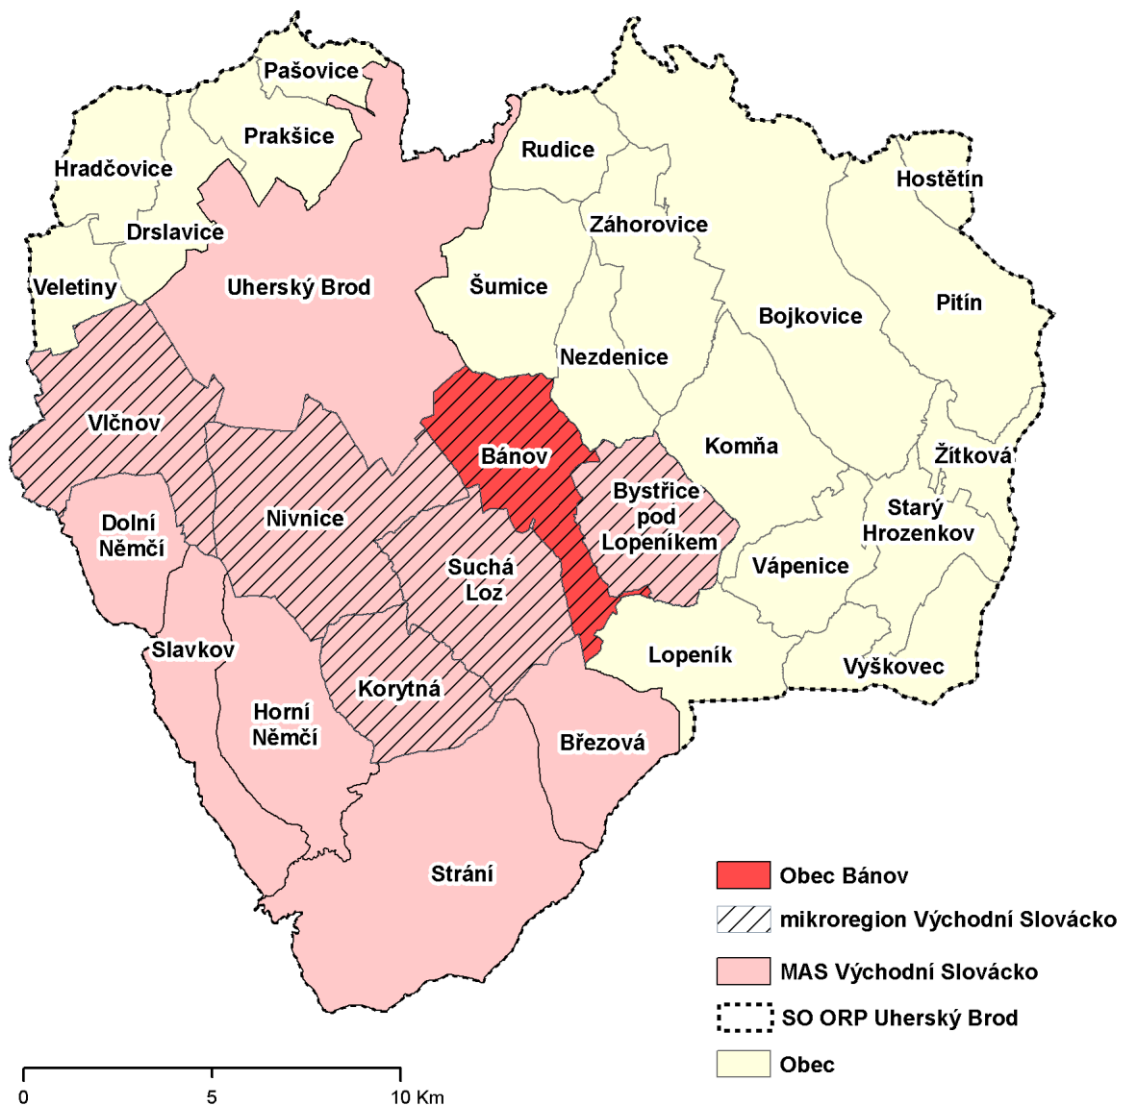 Pašovice
Prakšice
Rudice
Hradčovice
Hostětín
Drslavice
Záhorovice
Veletiny
Uherský Brod
Šumice
Pitín
Bojkovice
Nezdenice
Vlčnov
Bánov
Komňa
Žítková
Bystřice
pod
Lopeníkem
Starý
Hrozenkov
Dolní
Němčí
Nivnice
Suchá
Loz
Vápenice
Slavkov
Lopeník
Vyškovec
Korytná
Horní
Němčí
Březová
Strání
Obec Bánov
mikroregion Východní Slovácko
MAS Východní Slovácko
SO ORP Uherský Brod
Obec
0 5 10 Km